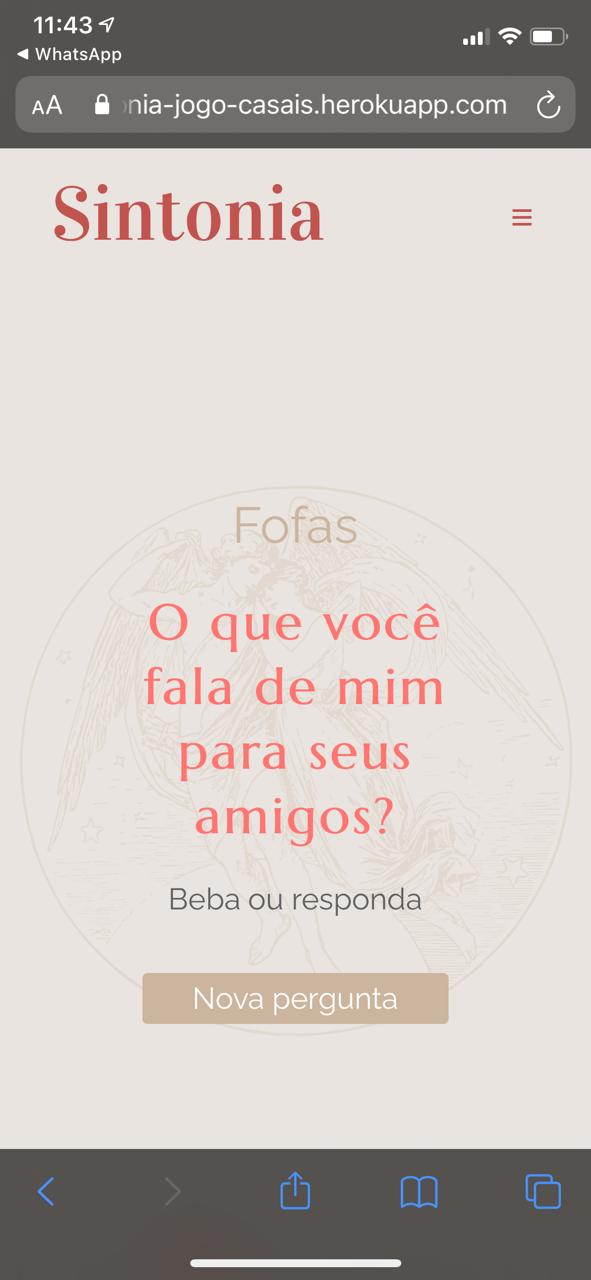 11:43
◀ WhatsApp
AA nia-jogo-casais.herokuapp.com
Sintonia
Fofas
O que você
fala de mim
para seus
amigos?
Beba ou responda
Nova pergunta